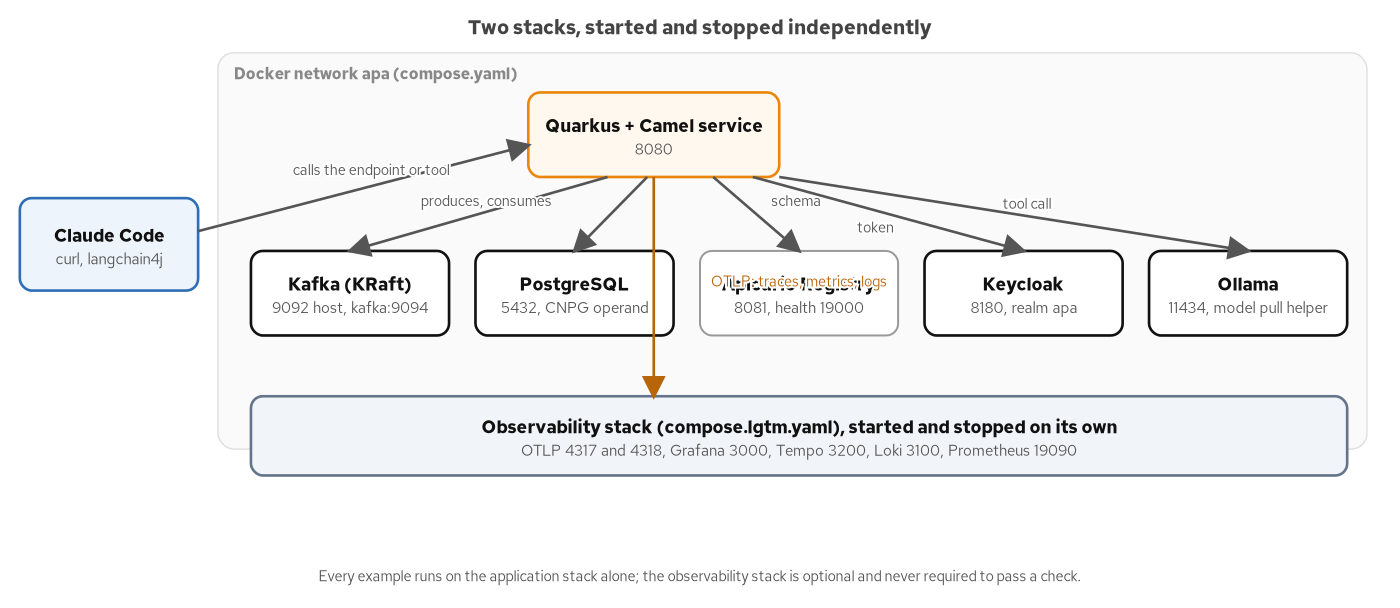 Two stacks, started and stopped independently
Docker network apa (compose.yaml)
Quarkus + Camel service
8080
calls the endpoint or tool
produces, consumes
schema
token
tool call
Claude Code
curl, langchain4j
Kafka (KRaft)
9092 host, kafka:9094
PostgreSQL
5432, CNPG operand
OTLP: traces, metrics, logs
8081, health 19000
Keycloak
8180, realm apa
Ollama
11434, model pull helper
Observability stack (compose.lgtm.yaml), started and stopped on its own
OTLP 4317 and 4318, Grafana 3000, Tempo 3200, Loki 3100, Prometheus 19090
Every example runs on the application stack alone; the observability stack is optional and never required to pass a check.